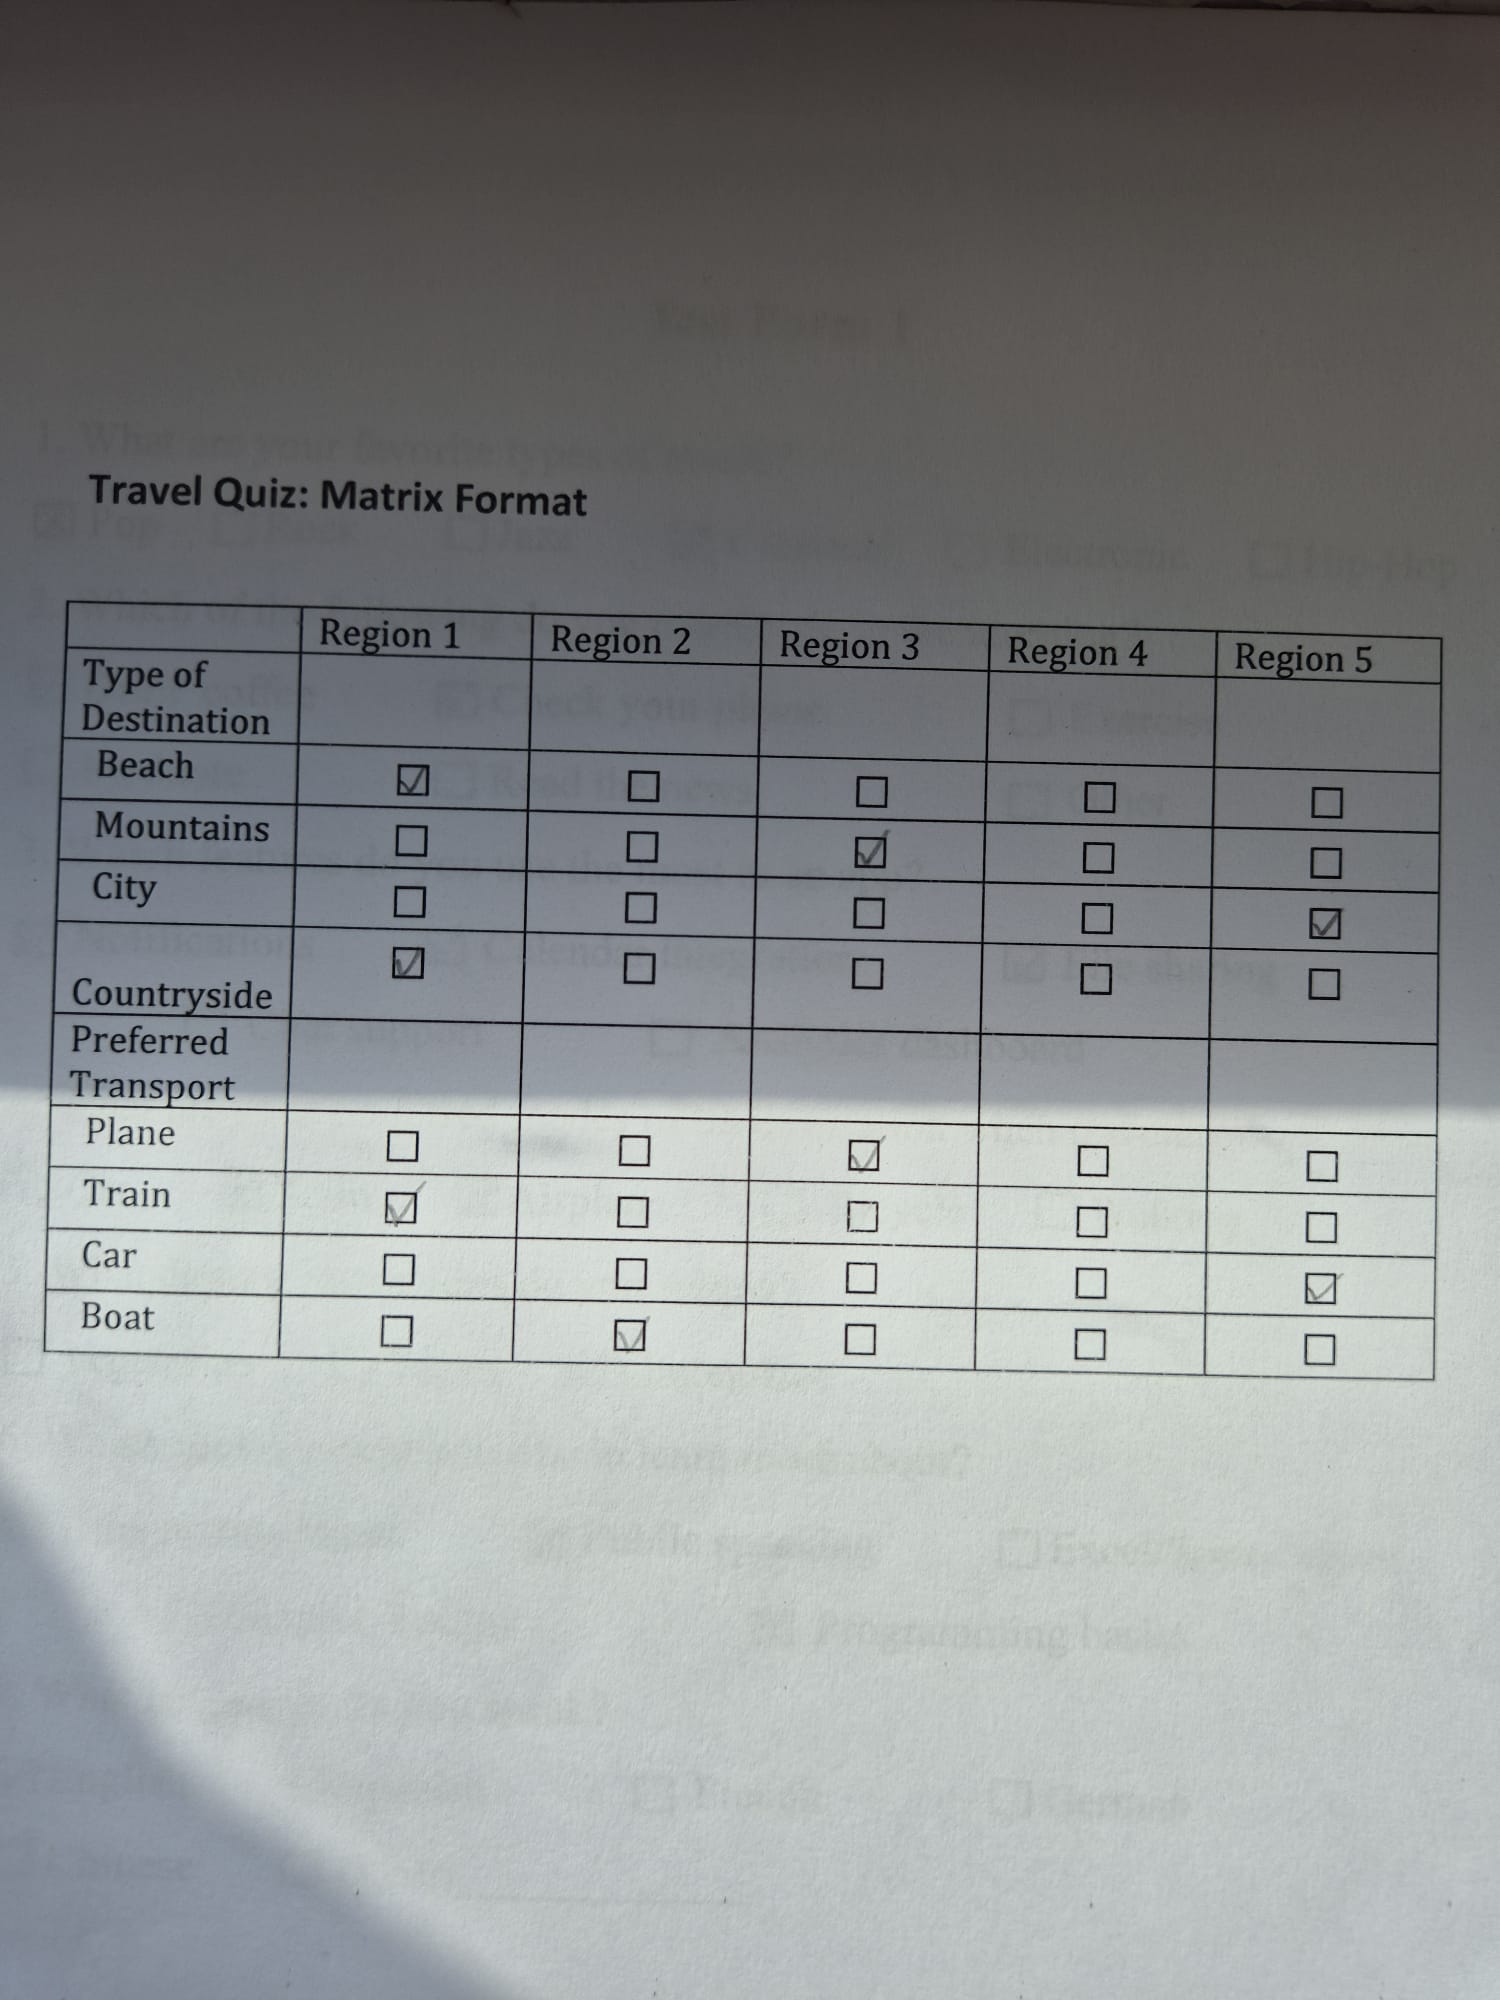 Travel Quiz: Matrix Format
Region 1 Region 2 Region 3 Region 4 Region 5
Type of
Destination
Beach ☑ ☐ ☐ ☐ ☐
Mountains ☐ ☐ ☑ ☐ ☐
City ☐ ☐ ☐ ☐ ☑
Countryside ☑ ☐ ☐ ☐ ☐
Preferred
Transport
Plane ☐ ☐ ☑ ☐ ☐
Train ☑ ☐ ☐ ☐ ☐
Car ☐ ☐ ☐ ☐ ☑
Boat ☐ ☑ ☐ ☐ ☐